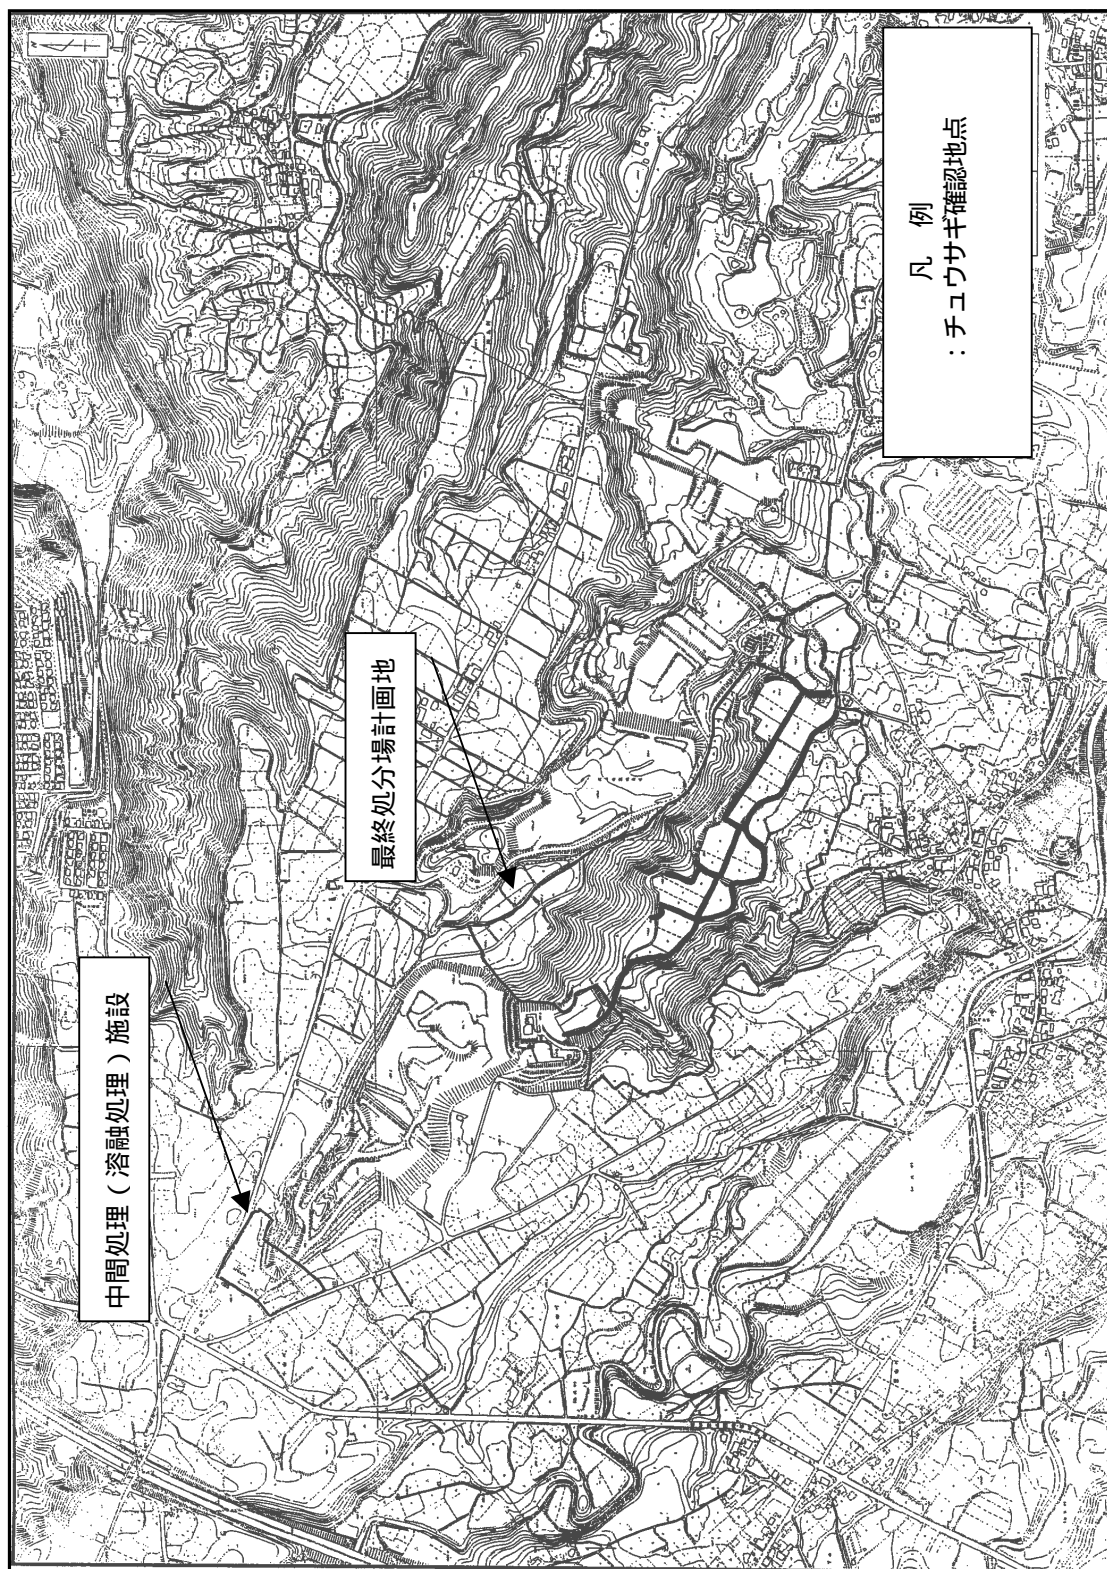 中間処理（溶融処理）施設
最終処分場計画地
凡　例
：チュウサギ確認地点
N